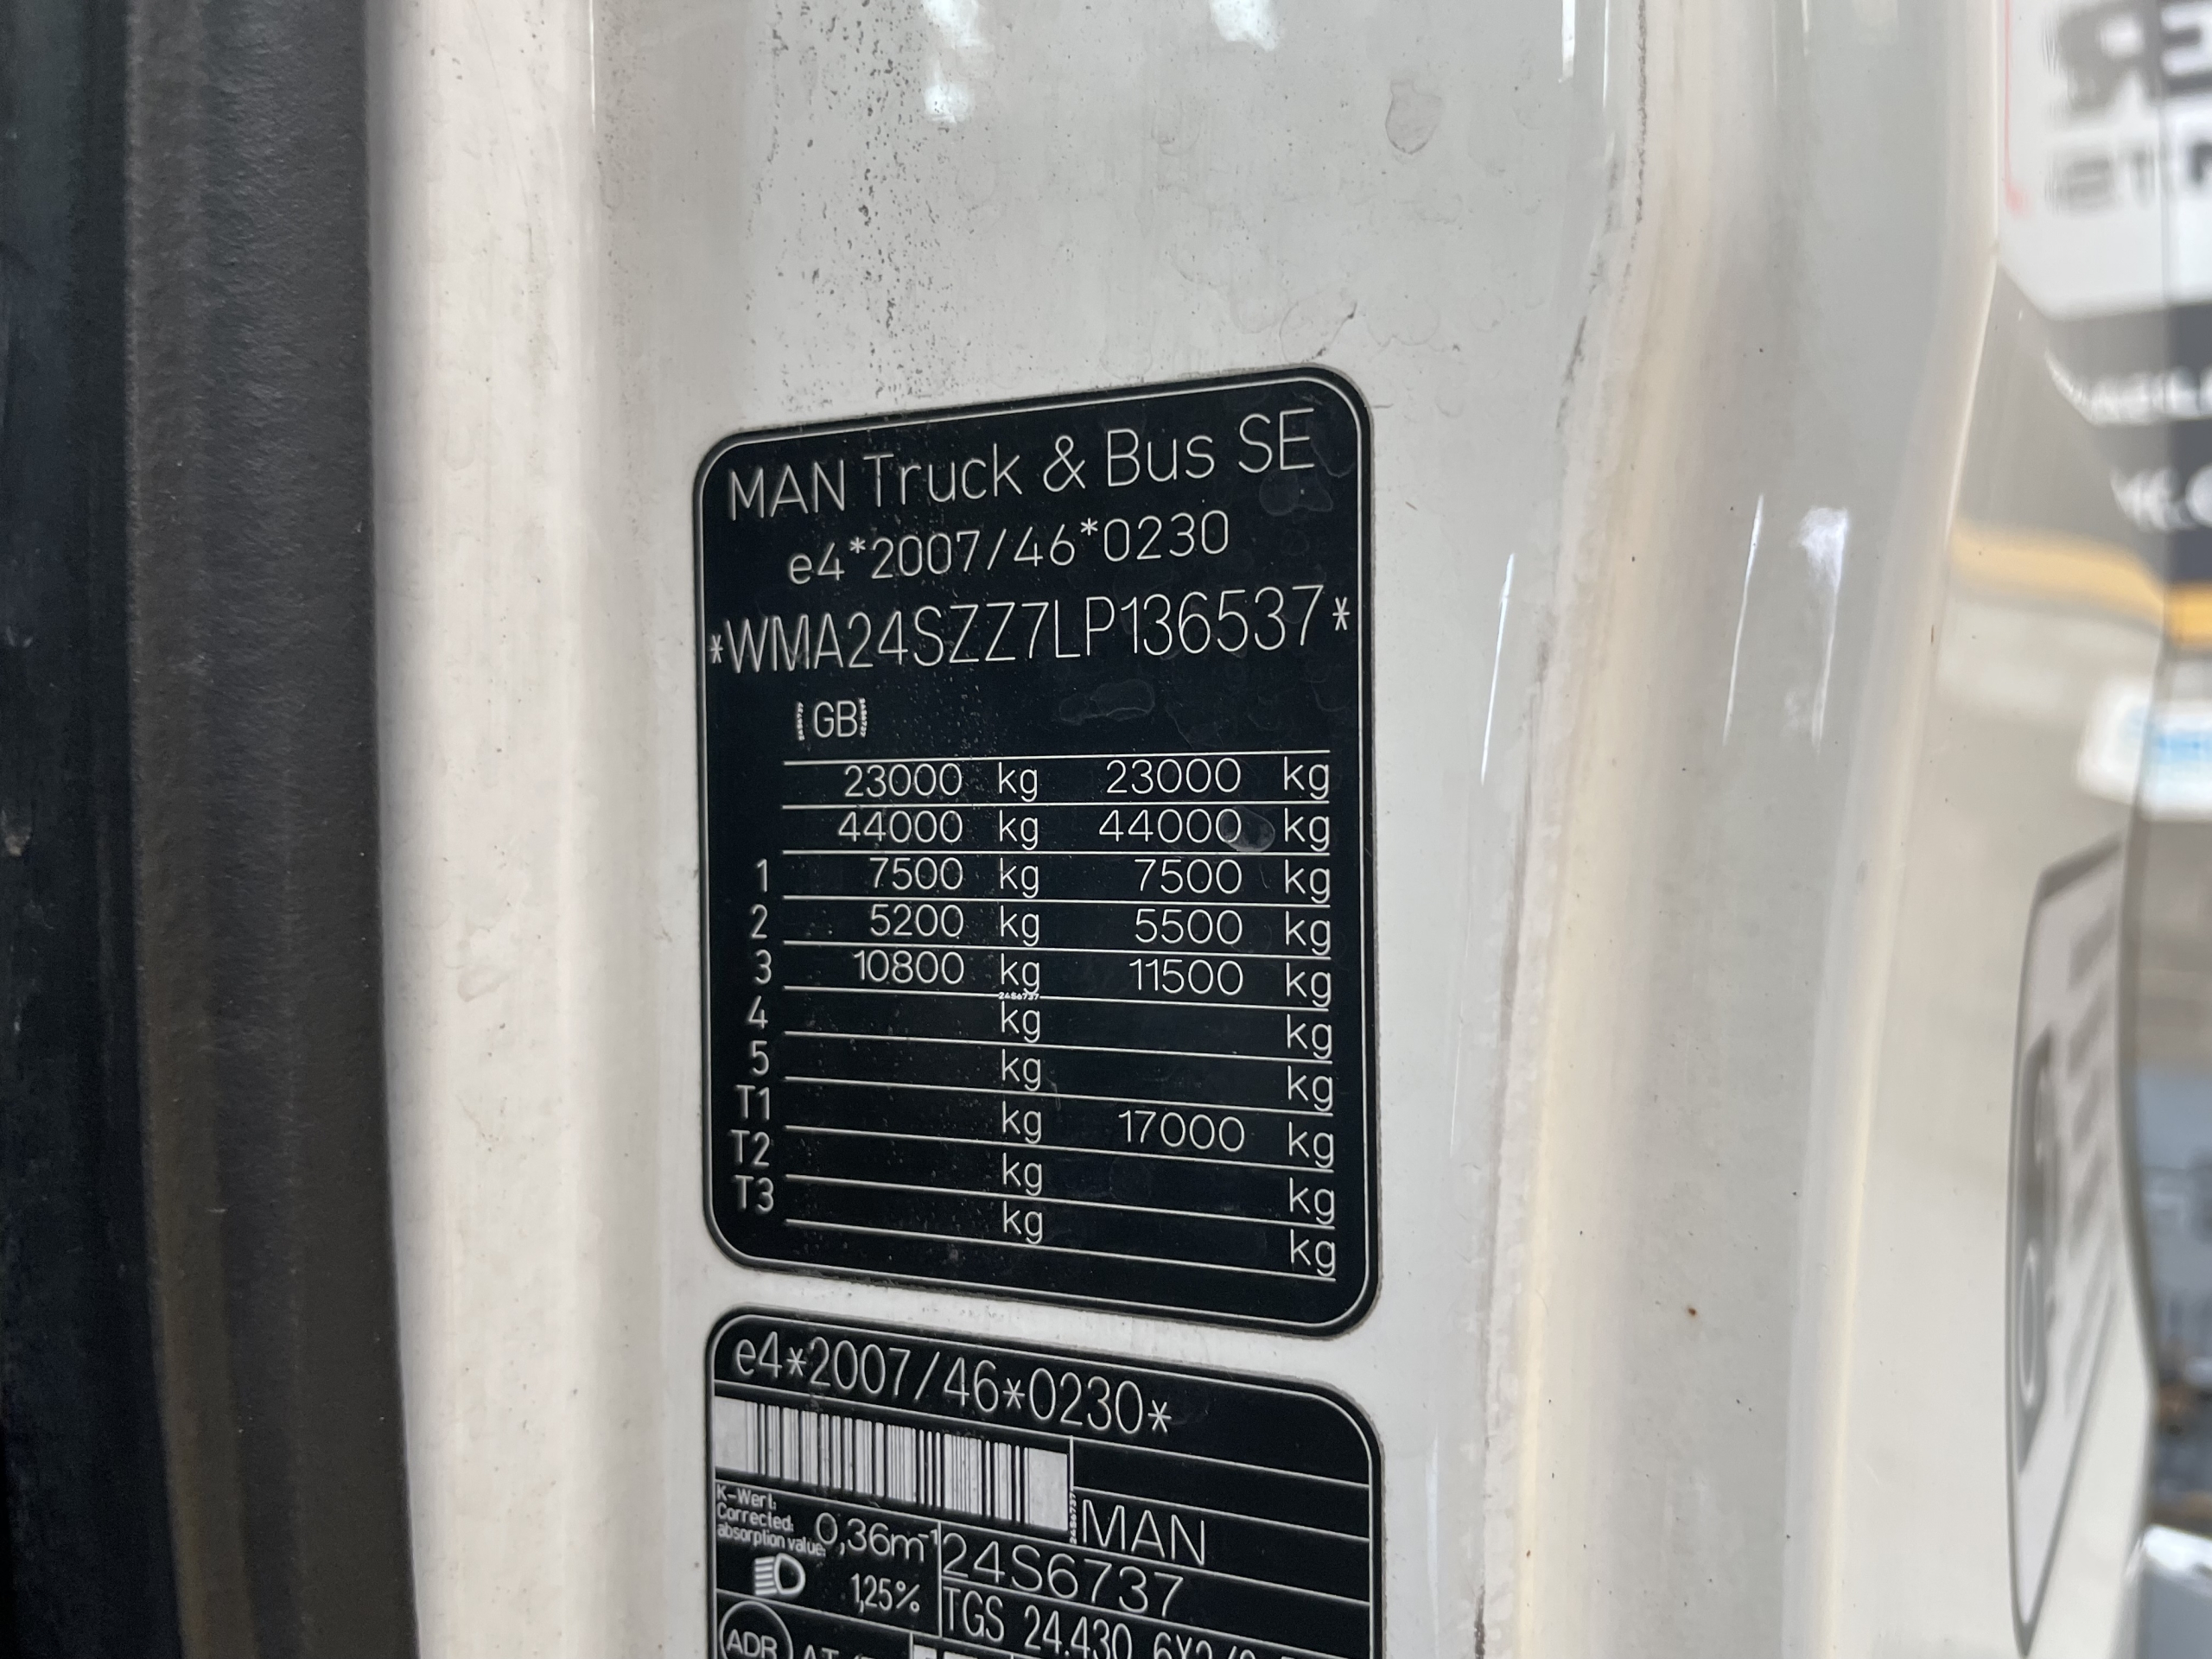 MAN Truck & Bus SE
e4*2007/46*0230
*WMA24SZZ7LP136537*
GB
23000 kg 23000 kg
44000 kg 44000 kg
1 7500 kg 7500 kg
2 5200 kg 5500 kg
3 10800 kg 11500 kg
24S6737
4 kg kg
5 kg kg
T1 kg 17000 kg
T2 kg kg
T3 kg kg
e4*2007/46*0230*
K-Wert:
Corrected
absorption value: 0,36m-1
24S6737
MAN
24S6737
1,25%
TGS 24.430 6X2/
ADR